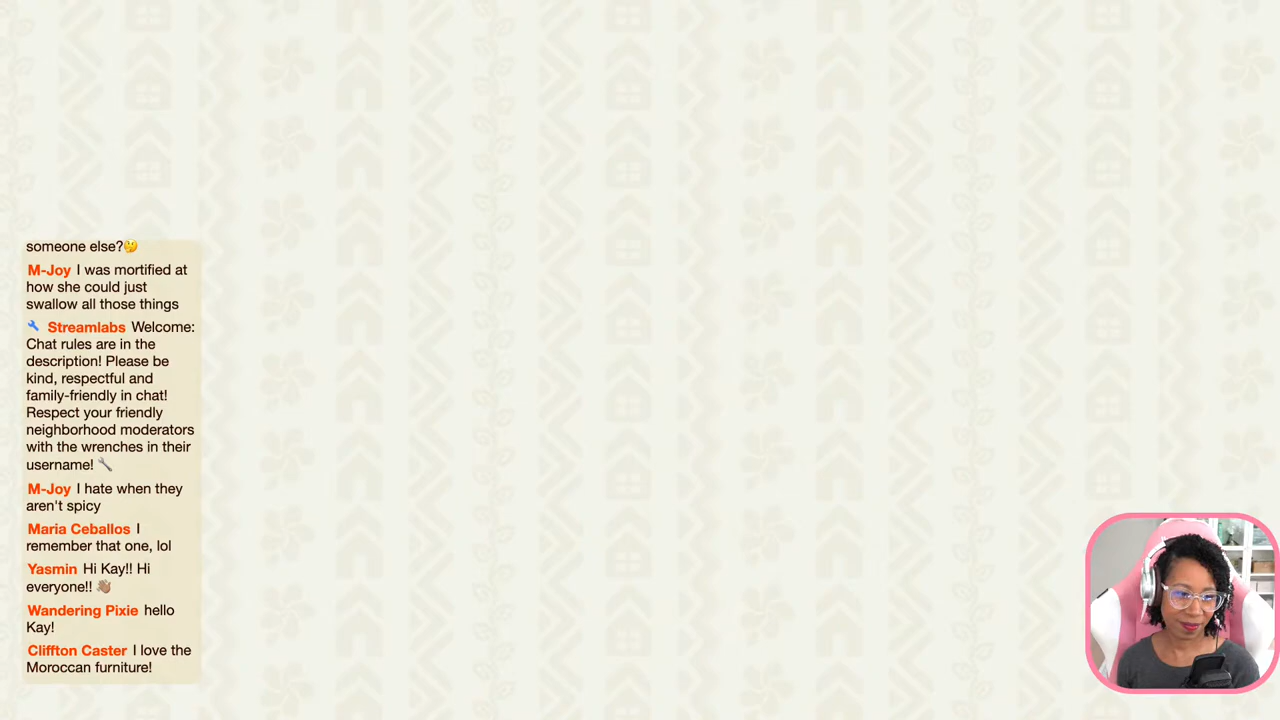 someone else?🤔
M-Joy I was mortified at
how she could just
swallow all those things
🔧 Streamlabs Welcome:
Chat rules are in the
description! Please be
kind, respectful and
family-friendly in chat!
Respect your friendly
neighborhood moderators
with the wrenches in their
username! 🔧
M-Joy I hate when they
aren't spicy
Maria Ceballos I
remember that one, lol
Yasmin Hi Kay!! Hi
everyone!! 👋🏽
Wandering Pixie hello
Kay!
Cliffton Caster I love the
Moroccan furniture!